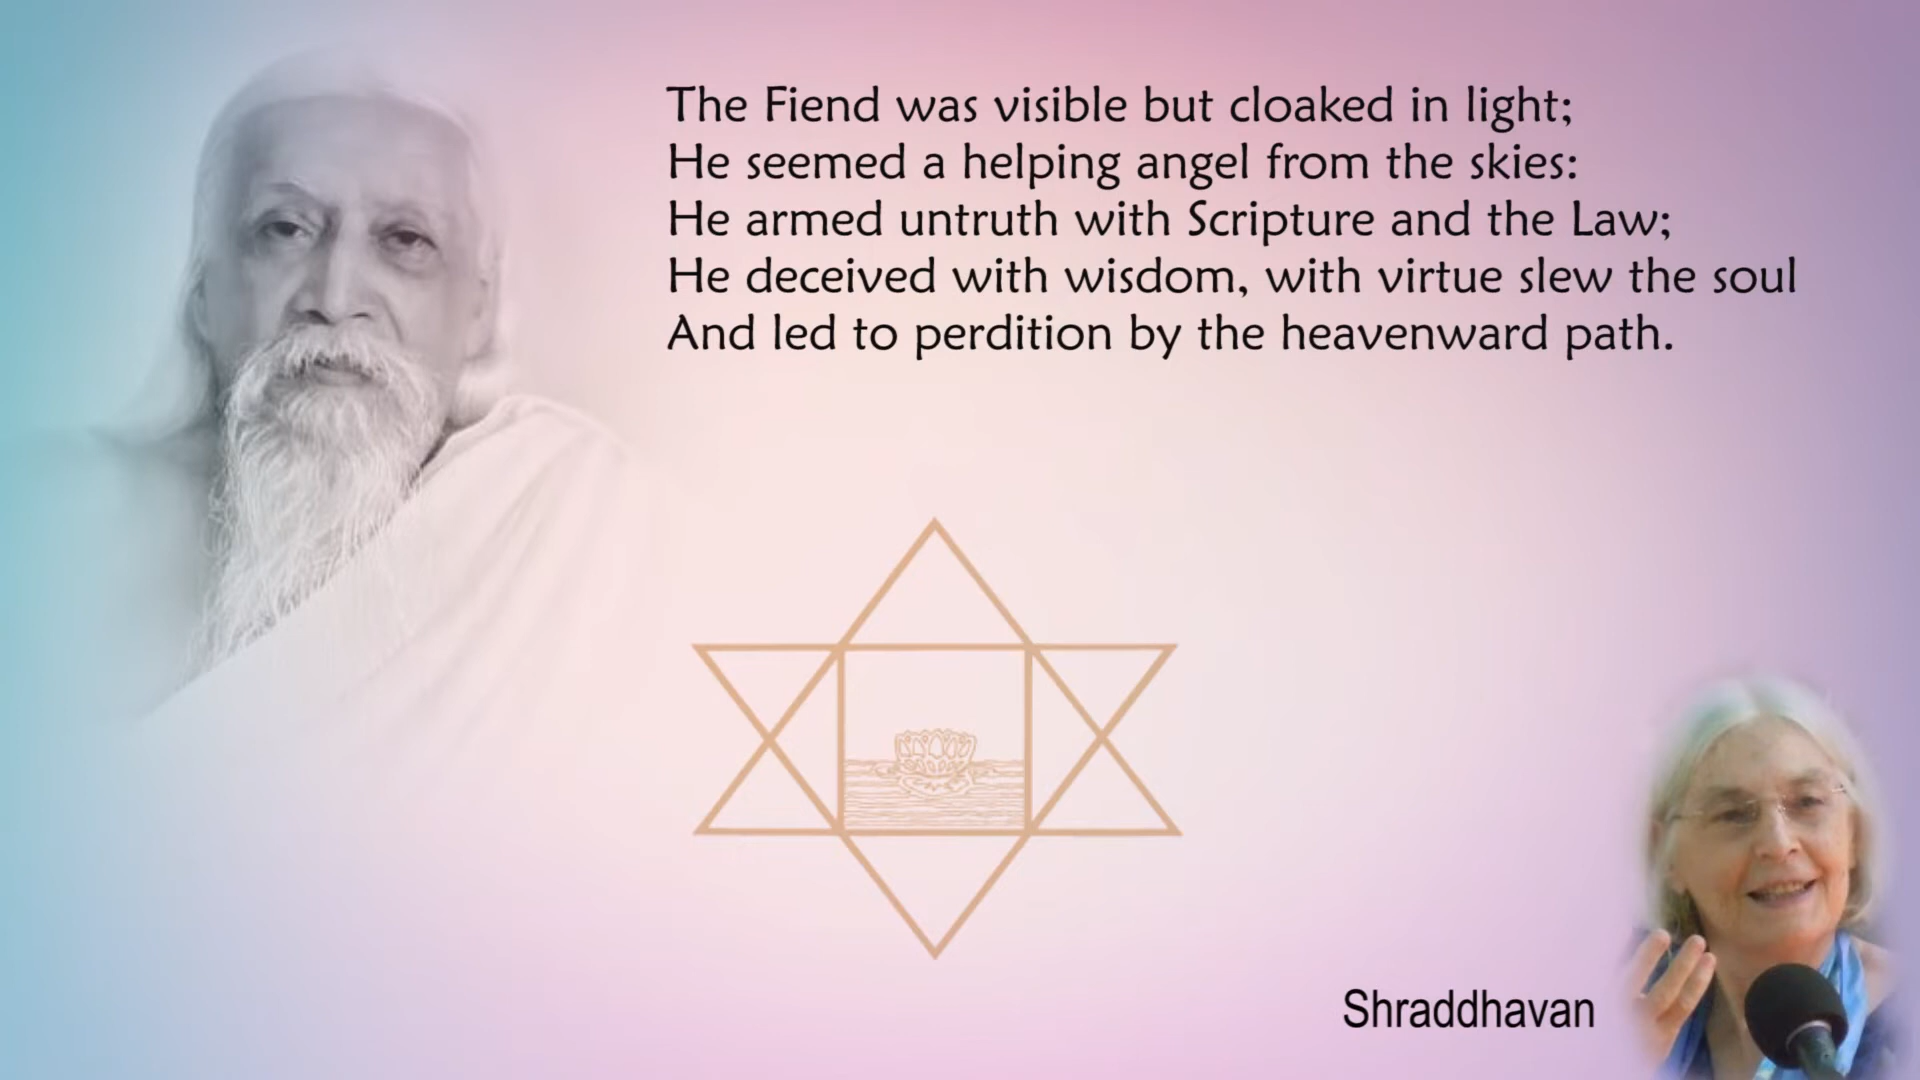 The Fiend was visible but cloaked in light;
He seemed a helping angel from the skies:
He armed untruth with Scripture and the Law;
He deceived with wisdom, with virtue slew the soul
And led to perdition by the heavenward path.
Shraddhavan